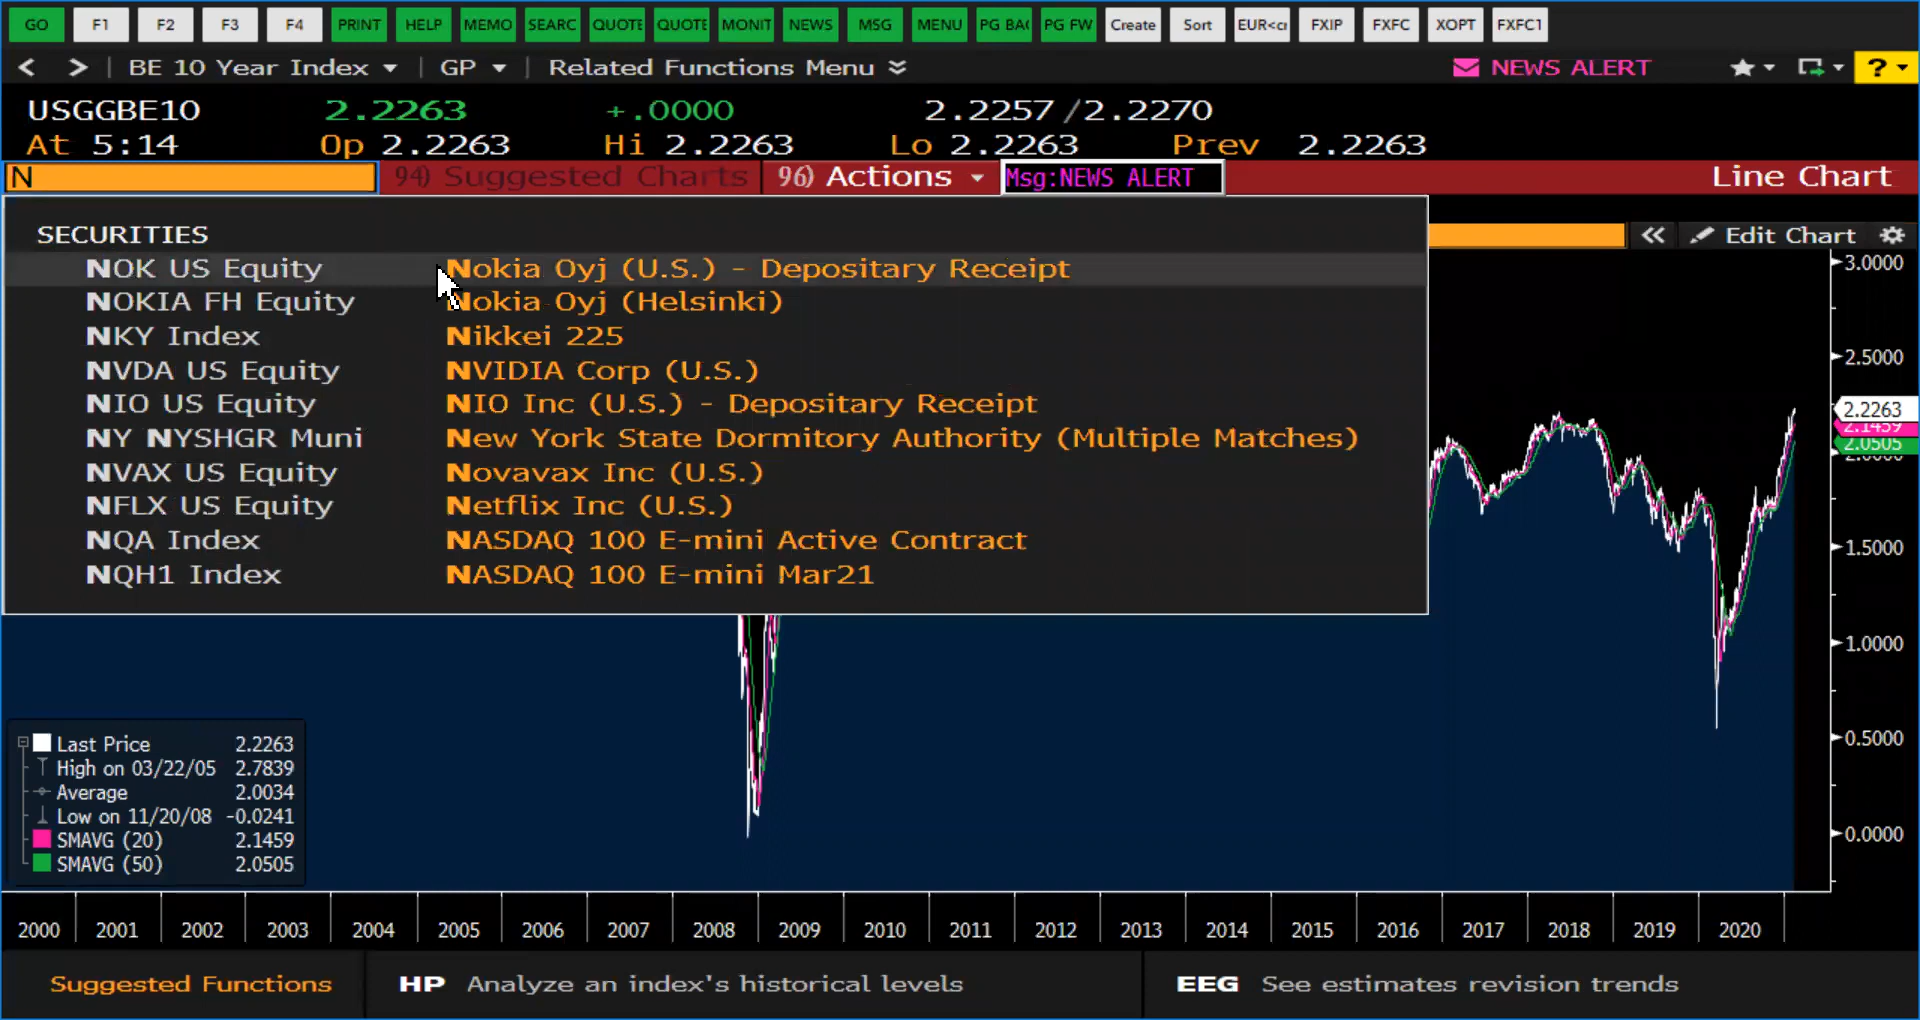 GO F1 F2 F3 F4 PRINT HELP MEMO SEARC QUOTE QUOTE MONIT NEWS MSG MENU PG BA PG FW Create Sort EUR<cr FXIP FXFC XOPT FXFC1
< > BE 10 Year Index GP Related Functions Menu NEWS ALERT ?
USGGBE10 2.2263 +.0000 2.2257/2.2270
At 5:14 Op 2.2263 Hi 2.2263 Lo 2.2263 Prev 2.2263
N 94) Suggested Charts 96) Actions Msg:NEWS ALERT Line Chart
« Edit Chart
SECURITIES
NOK US Equity Nokia Oyj (U.S.) - Depositary Receipt
NOKIA FH Equity Nokia Oyj (Helsinki)
NKY Index Nikkei 225
NVDA US Equity NVIDIA Corp (U.S.)
NIO US Equity NIO Inc (U.S.) - Depositary Receipt
NY NYSHGR Muni New York State Dormitory Authority (Multiple Matches)
NVAX US Equity Novavax Inc (U.S.)
NFLX US Equity Netflix Inc (U.S.)
NQA Index NASDAQ 100 E-mini Active Contract
NQH1 Index NASDAQ 100 E-mini Mar21
3.0000
2.5000
2.2263
2.1459
2.0505
2.0000
1.5000
1.0000
0.5000
0.0000
Last Price 2.2263
High on 03/22/05 2.7839
Average 2.0034
Low on 11/20/08 -0.0241
SMAVG (20) 2.1459
SMAVG (50) 2.0505
2000 2001 2002 2003 2004 2005 2006 2007 2008 2009 2010 2011 2012 2013 2014 2015 2016 2017 2018 2019 2020
Suggested Functions HP Analyze an index's historical levels EEG See estimates revision trends